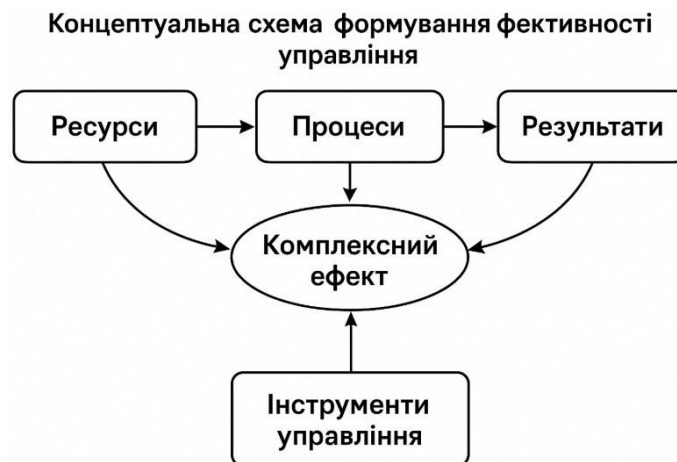 Концептуальна схема формування фективності
управління
Ресурси
Процеси
Результати
Комплексний
ефект
Інструменти
управління